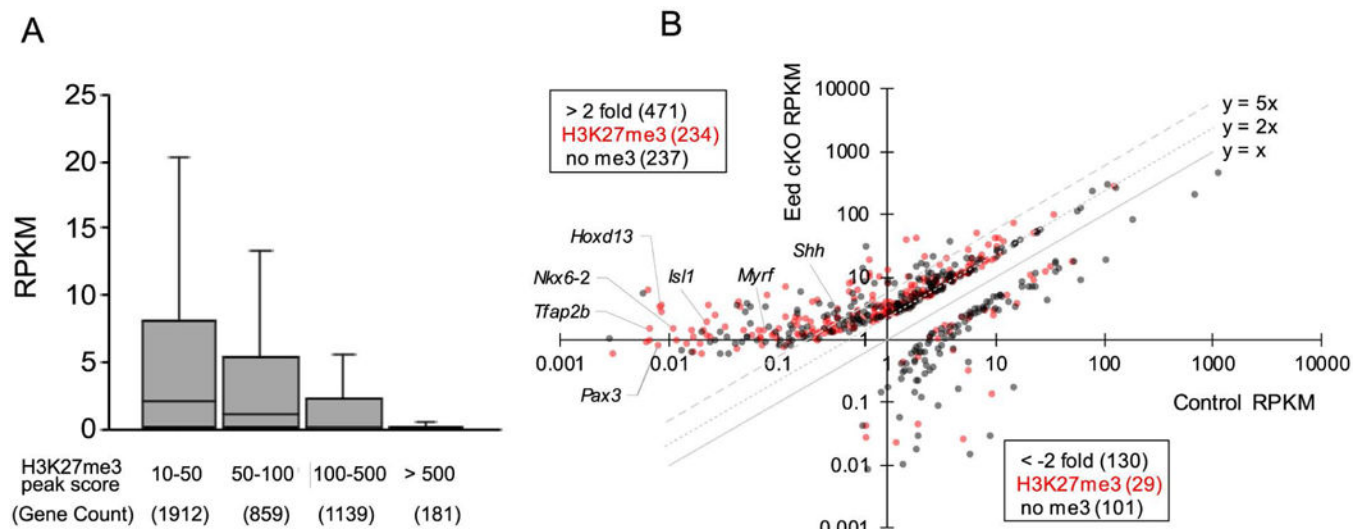 A
25
20
15
10
5
0
RPKM
H3K27me3 peak score
10-50 50-100 100-500 > 500
(Gene Count) (1912) (859) (1139) (181)
B
> 2 fold (471)
H3K27me3 (234)
no me3 (237)
Eed cKO RPKM
10000
1000
100
10
1
0.1
0.01
0.001
y = 5x
y = 2x
y = x
Hoxd13
Nkx6-2
Isl1
Myrf
Shh
Tfap2b
Pax3
0.001 0.01 0.1 1 10 100 1000 10000
Control RPKM
< -2 fold (130)
H3K27me3 (29)
no me3 (101)